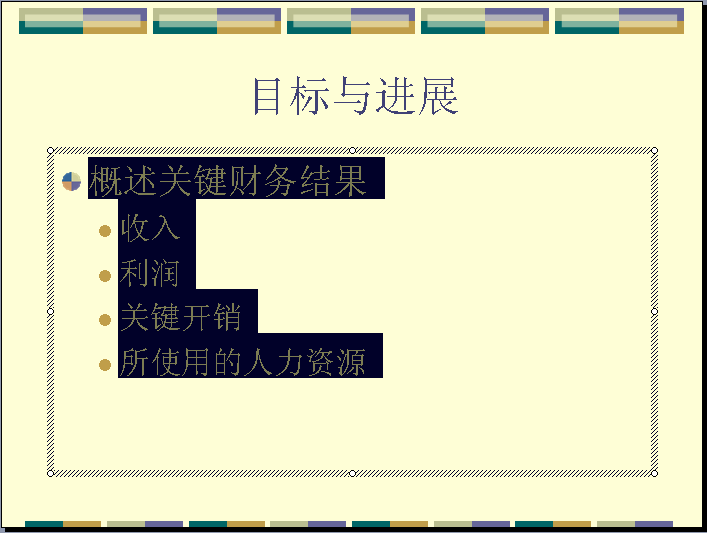 目标与进展
概述关键财务结果
收入
利润
关键开销
所使用的人力资源